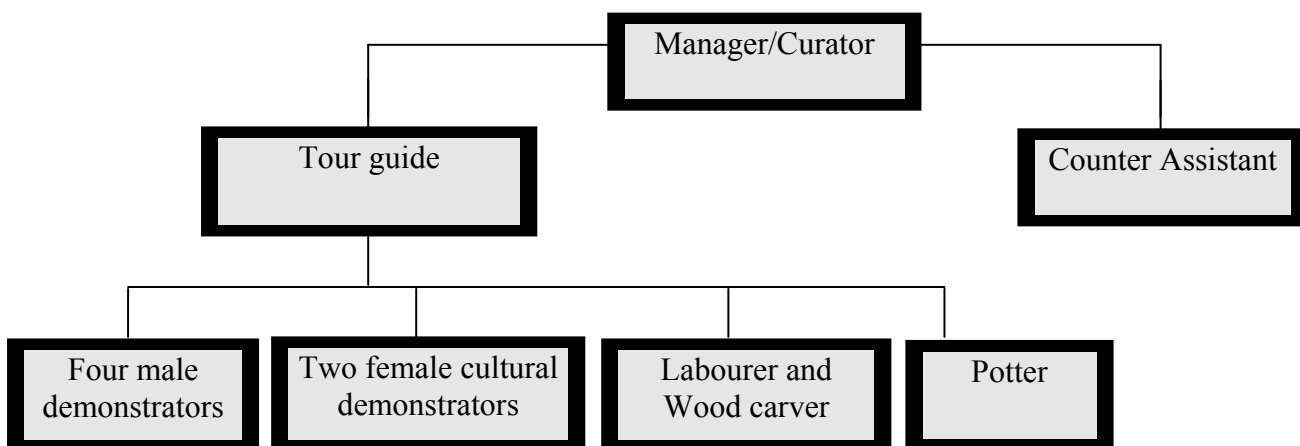 Manager/Curator
Tour guide
Counter Assistant
Four male
demonstrators
Two female cultural
demonstrators
Labourer and
Wood carver
Potter